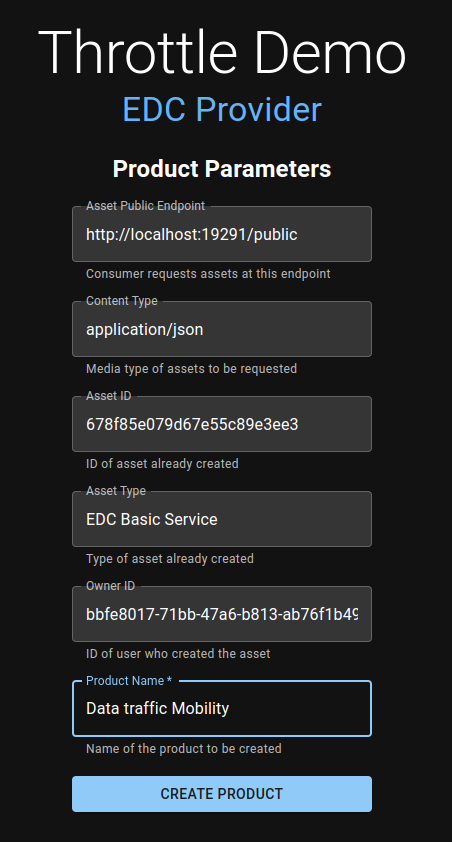 Throttle Demo
EDC Provider
Product Parameters
Asset Public Endpoint
http://localhost:19291/public
Consumer requests assets at this endpoint
Content Type
application/json
Media type of assets to be requested
Asset ID
678f85e079d67e55c89e3ee3
ID of asset already created
Asset Type
EDC Basic Service
Type of asset already created
Owner ID
bbfe8017-71bb-47a6-b813-ab76f1b49
ID of user who created the asset
Product Name *
Data traffic Mobility
Name of the product to be created
CREATE PRODUCT